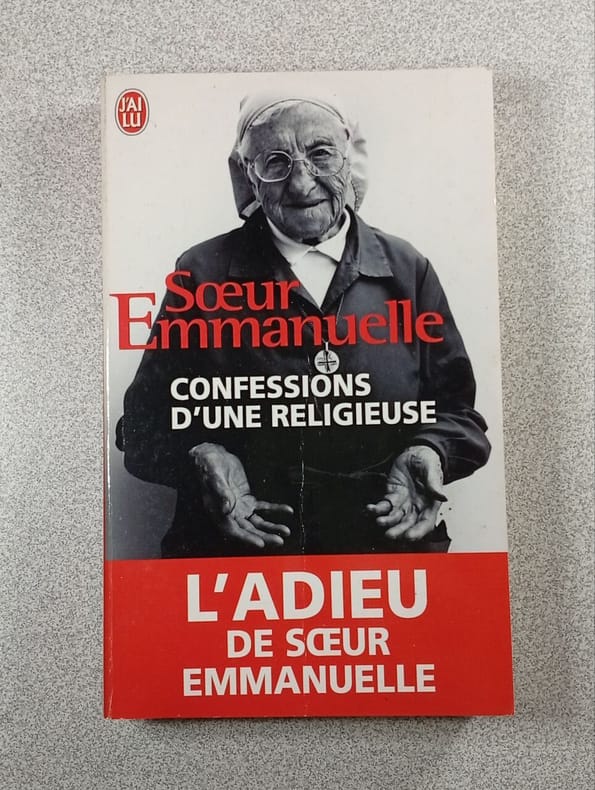 J'AI
LU
Sœur
Emmanuelle
CONFESSIONS
D'UNE RELIGIEUSE
L'ADIEU
DE SŒUR
EMMANUELLE